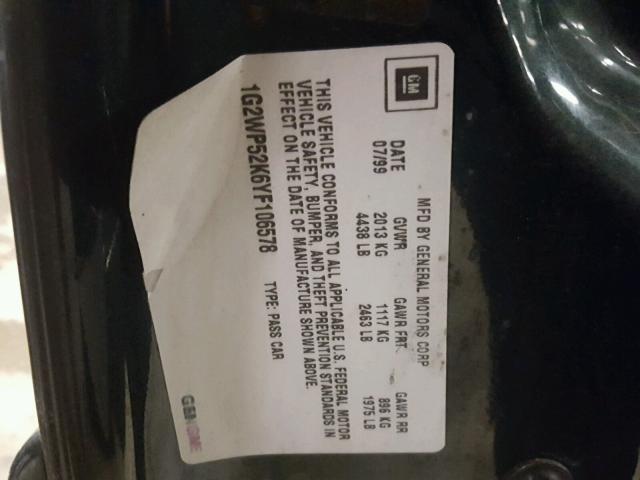 GM
MFD BY GENERAL MOTORS CORP
DATE GVWR GAWR FRT GAWR RR
07/99 2013 KG 1117 KG 896 KG
4438 LB 2463 LB 1975 LB
THIS VEHICLE CONFORMS TO ALL APPLICABLE U.S. FEDERAL MOTOR
VEHICLE SAFETY, BUMPER, AND THEFT PREVENTION STANDARDS IN
EFFECT ON THE DATE OF MANUFACTURE SHOWN ABOVE.
1G2WP52K6YF106578 TYPE: PASS CAR